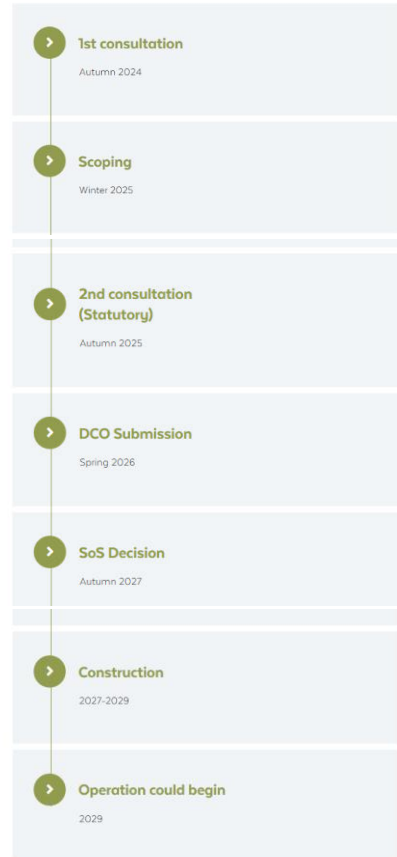 1st consultation
Autumn 2024
Scoping
Winter 2025
2nd consultation
(Statutory)
Autumn 2025
DCO Submission
Spring 2026
SoS Decision
Autumn 2027
Construction
2027-2029
Operation could begin
2029